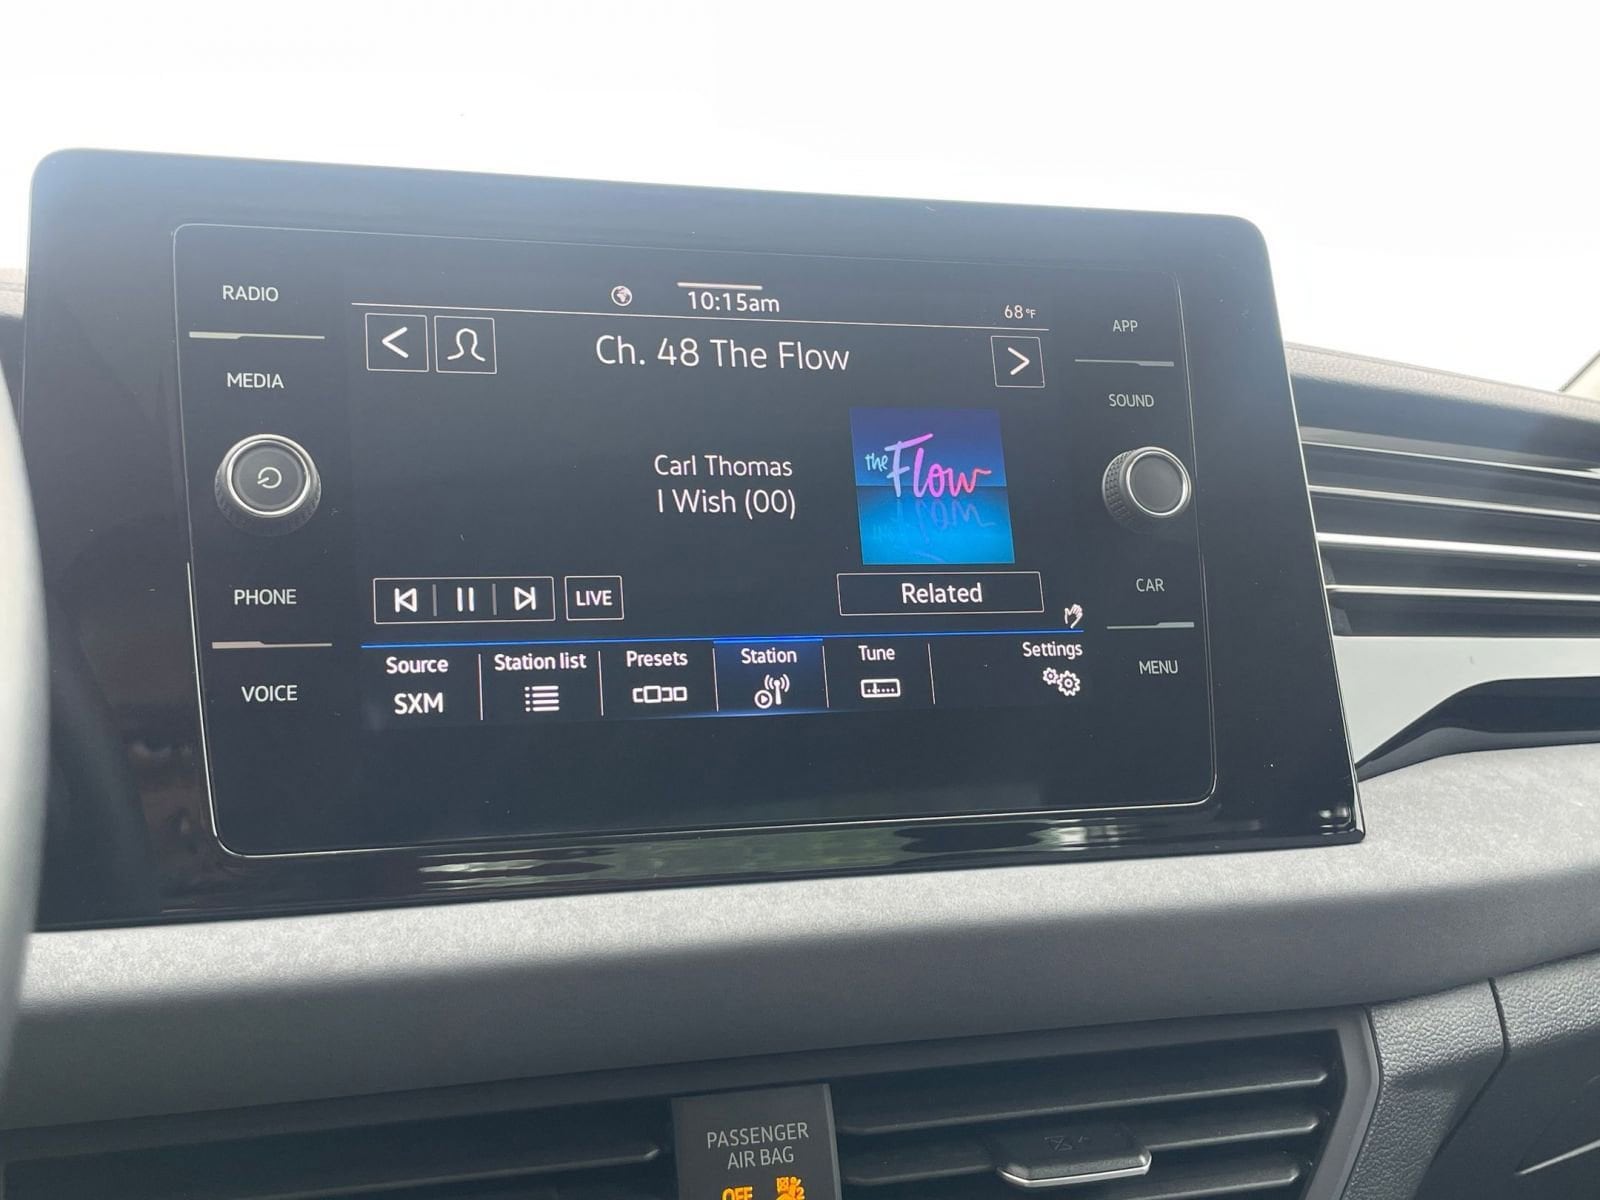 RADIO
MEDIA
PHONE
VOICE
10:15am
68°F
Ch. 48 The Flow
Carl Thomas
I Wish (00)
the Flow
LIVE
Related
Source
SXM
Station list
Presets
Station
Tune
Settings
APP
SOUND
CAR
MENU
PASSENGER
AIR BAG
OFF